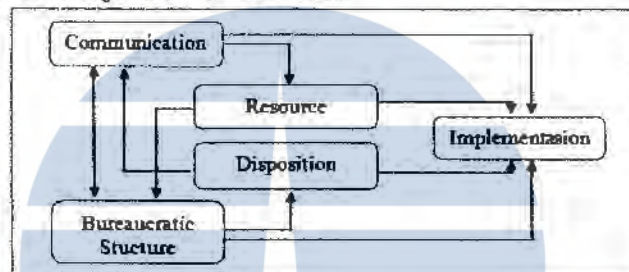 Communication
Resource
Implementasion
Disposition
Bureaucratic
Stucture